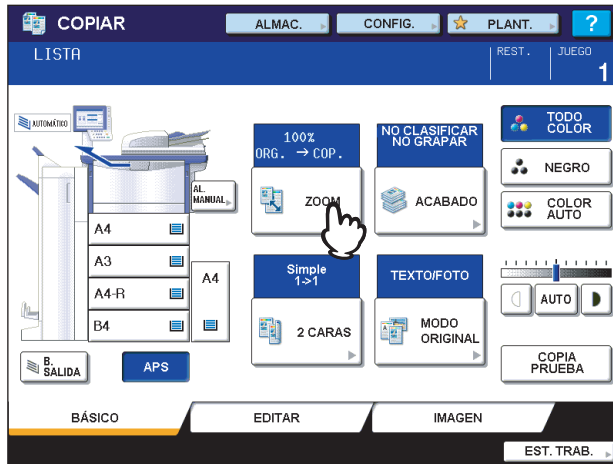 COPIAR
ALMAC.
CONFIG.
PLANT.
?
LISTA
REST.
JUEGO
1
AUTOMÁTICO
AL.
MANUAL
A4
A3
A4-R
B4
A4
B.
SALIDA
APS
100%
ORG. → COP.
ZOOM
NO CLASIFICAR
NO GRAPAR
ACABADO
Simple
1->1
2 CARAS
TEXTO/FOTO
MODO
ORIGINAL
TODO
COLOR
NEGRO
COLOR
AUTO
AUTO
COPIA
PRUEBA
BÁSICO
EDITAR
IMAGEN
EST. TRAB.